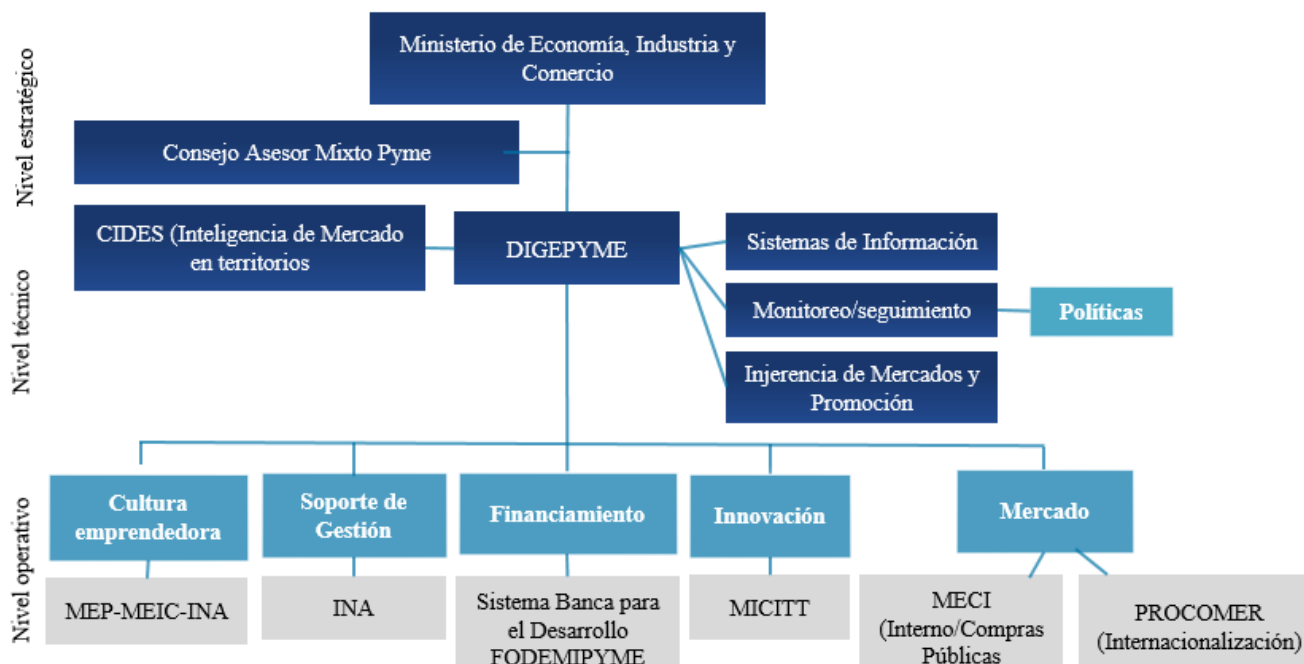 Nivel estratégico
Ministerio de Economía, Industria y
Comercio
Consejo Asesor Mixto Pyme
Nivel técnico
CIDES (Inteligencia de Mercado
en territorios
DIGEPYME
Sistemas de Información
Monitoreo/seguimiento
Políticas
Injerencia de Mercados y
Promoción
Nivel operativo
Cultura
emprendedora
Soporte de
Gestión
Financiamiento
Innovación
Mercado
MEP-MEIC-INA
INA
Sistema Banca para
el Desarrollo
FODEMIPYME
MICITT
MECI
(Interno/Compras
Públicas
PROCOMER
(Internacionalización)